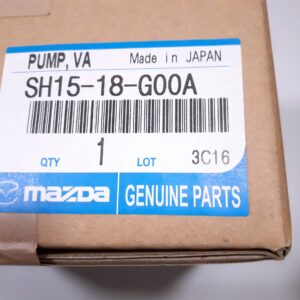 PUMP, VA Made in JAPAN
SH15-18-G00A
QTY 1 LOT 3C16
mazda GENUINE PARTS